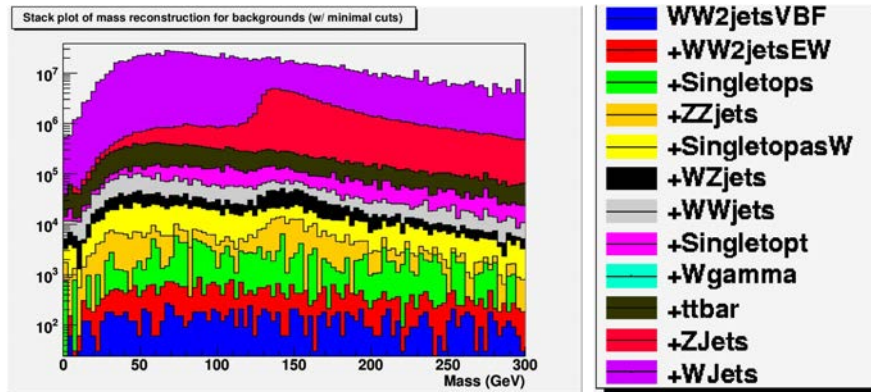 Stack plot of mass reconstruction for backgrounds (w/ minimal cuts)
10⁷
10⁶
10⁵
10⁴
10³
10²
0 50 100 150 200 250 300
Mass (GeV)
WW2jetsVBF
+WW2jetsEW
+Singletops
+ZZjets
+SingletopasW
+WZjets
+WWjets
+Singletopt
+Wgamma
+ttbar
+ZJets
+WJets